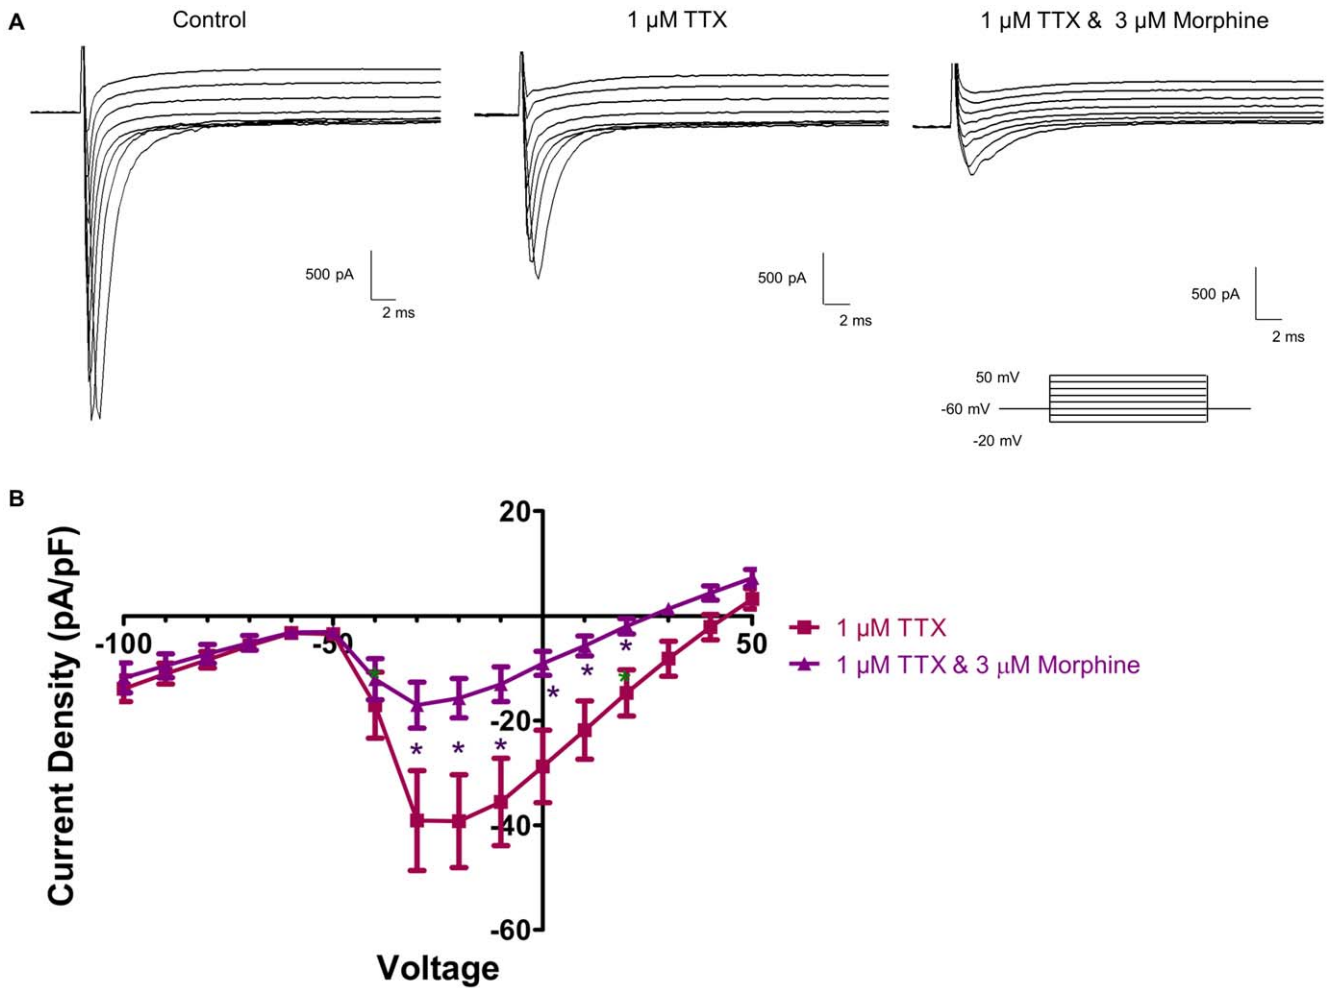 A
Control
1 µM TTX
1 µM TTX & 3 µM Morphine
500 pA
2 ms
500 pA
2 ms
500 pA
2 ms
50 mV
-60 mV
-20 mV
B
Current Density (pA/pF)
20
-100
-50
50
-20
-40
-60
* * * * * * * *
Voltage
1 µM TTX
1 µM TTX & 3 µM Morphine